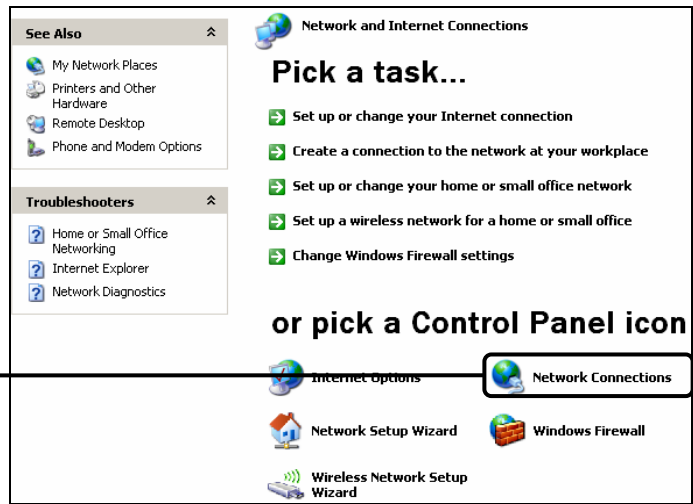 See Also
My Network Places
Printers and Other
Hardware
Remote Desktop
Phone and Modem Options
Troubleshooters
Home or Small Office
Networking
Internet Explorer
Network Diagnostics
Network and Internet Connections
Pick a task...
Set up or change your Internet connection
Create a connection to the network at your workplace
Set up or change your home or small office network
Set up a wireless network for a home or small office
Change Windows Firewall settings
or pick a Control Panel icon
Internet Options
Network Connections
Network Setup Wizard
Windows Firewall
Wireless Network Setup
Wizard